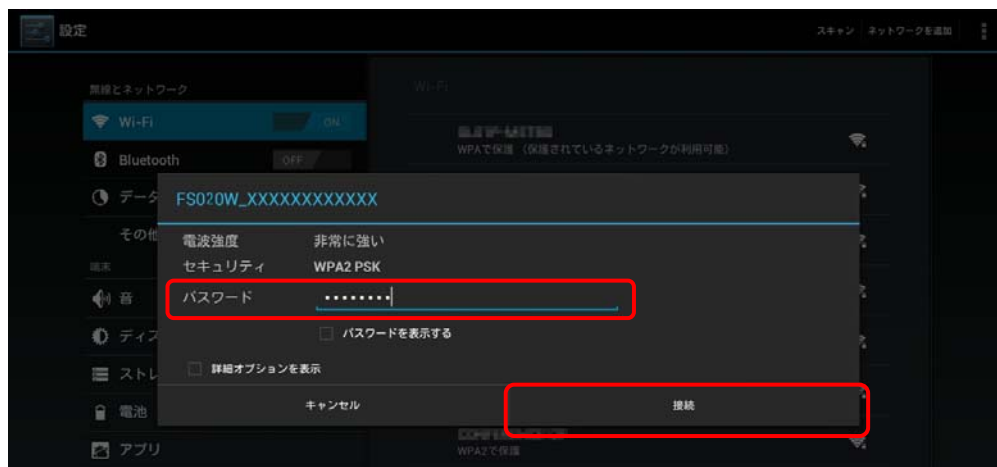 設定
スキャン ネットワークを追加
無線とネットワーク
Wi-Fi
Wi-Fi ON
WPAで保護（保護されているネットワークが利用可能）
Bluetooth OFF
データ
FS020W_XXXXXXXXXXXX
その他
電波強度 非常に強い
セキュリティ WPA2 PSK
端末
パスワード ••••••••
音
パスワードを表示する
ディス
詳細オプションを表示
ストレ
キャンセル 接続
電池
アプリ
WPA2で保護